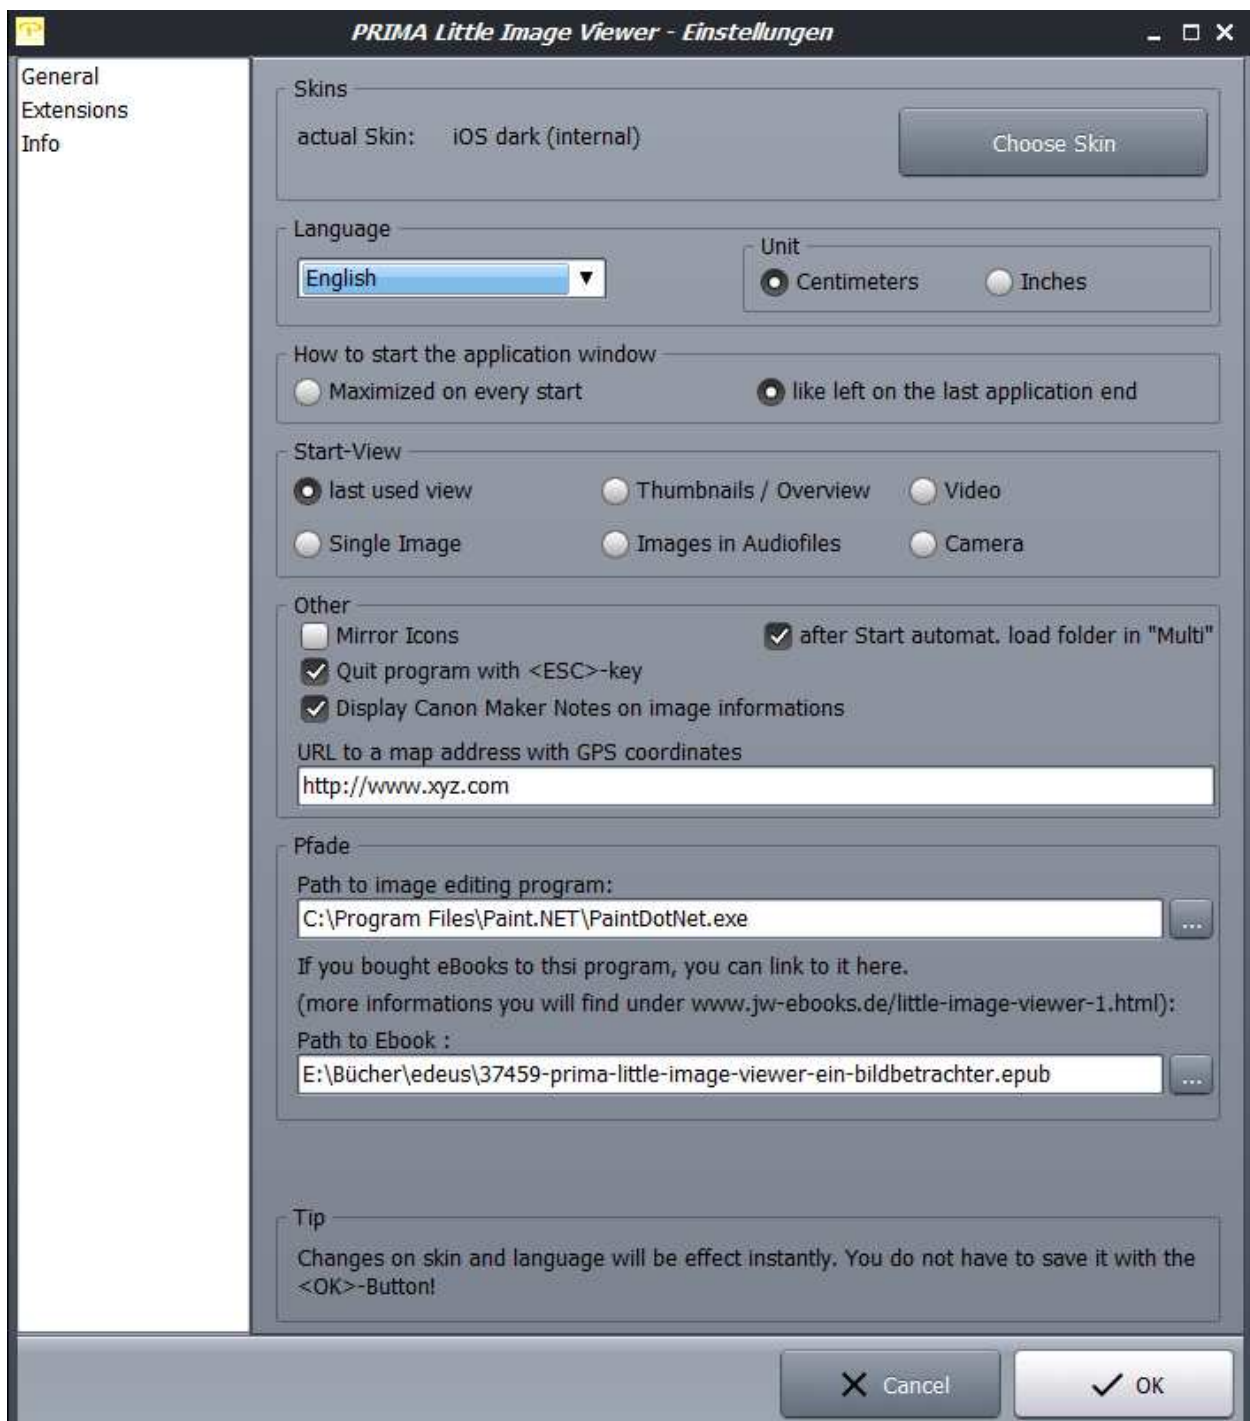 PRIMA Little Image Viewer - Einstellungen
General
Extensions
Info
Skins
actual Skin: iOS dark (internal)
Choose Skin
Language
English
Unit
Centimeters
Inches
How to start the application window
Maximized on every start
like left on the last application end
Start-View
last used view
Thumbnails / Overview
Video
Single Image
Images in Audiofiles
Camera
Other
Mirror Icons
after Start automat. load folder in "Multi"
Quit program with <ESC>-key
Display Canon Maker Notes on image informations
URL to a map address with GPS coordinates
http://www.xyz.com
Pfade
Path to image editing program:
C:\Program Files\Paint.NET\PaintDotNet.exe
...
If you bought eBooks to thsi program, you can link to it here.
(more informations you will find under www.jw-ebooks.de/little-image-viewer-1.html):
Path to Ebook :
E:\Bücher\edeus\37459-prima-little-image-viewer-ein-bildbetrachter.epub
...
Tip
Changes on skin and language will be effect instantly. You do not have to save it with the
<OK>-Button!
Cancel
OK